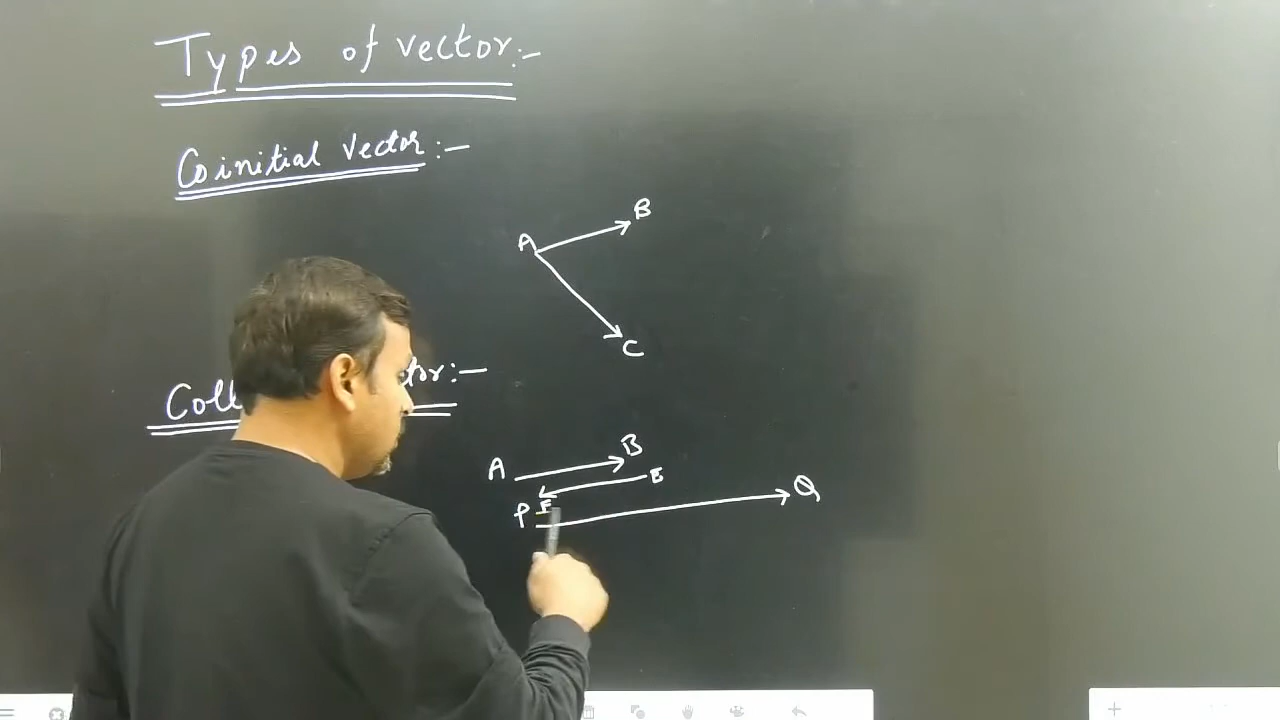 Types of vector:-
Coinitial Vector:-
B
A
C
Coll tor:-
A B
E
F
P Q